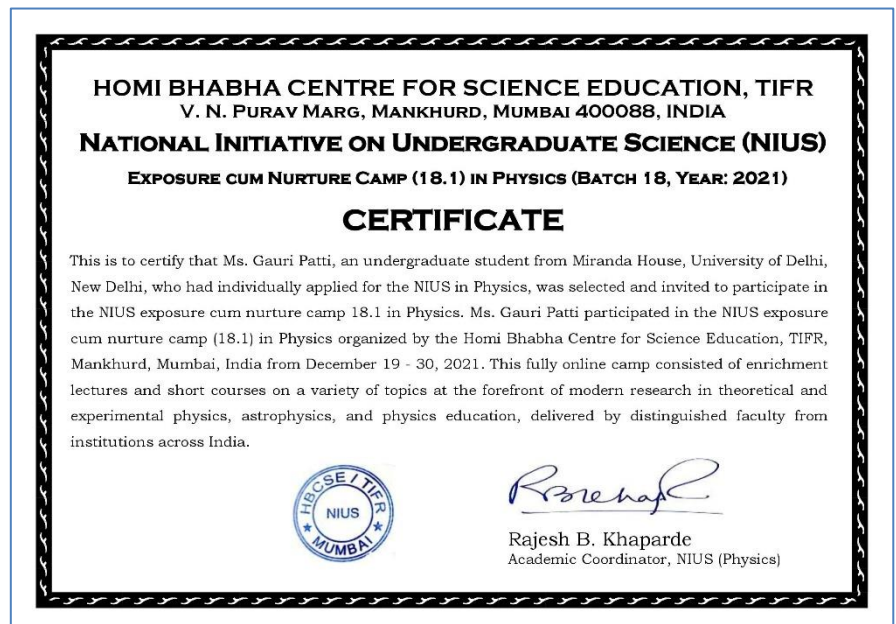 HOMI BHABHA CENTRE FOR SCIENCE EDUCATION, TIFR
V. N. PURAV MARG, MANKHURD, MUMBAI 400088, INDIA
NATIONAL INITIATIVE ON UNDERGRADUATE SCIENCE (NIUS)
EXPOSURE CUM NURTURE CAMP (18.1) IN PHYSICS (BATCH 18, YEAR: 2021)
CERTIFICATE
This is to certify that Ms. Gauri Patti, an undergraduate student from Miranda House, University of Delhi,
New Delhi, who had individually applied for the NIUS in Physics, was selected and invited to participate in
the NIUS exposure cum nurture camp 18.1 in Physics. Ms. Gauri Patti participated in the NIUS exposure
cum nurture camp (18.1) in Physics organized by the Homi Bhabha Centre for Science Education, TIFR,
Mankhurd, Mumbai, India from December 19 - 30, 2021. This fully online camp consisted of enrichment
lectures and short courses on a variety of topics at the forefront of modern research in theoretical and
experimental physics, astrophysics, and physics education, delivered by distinguished faculty from
institutions across India.
HBCSE / TIFR
NIUS
MUMBAI
Rajesh B. Khaparde
Academic Coordinator, NIUS (Physics)